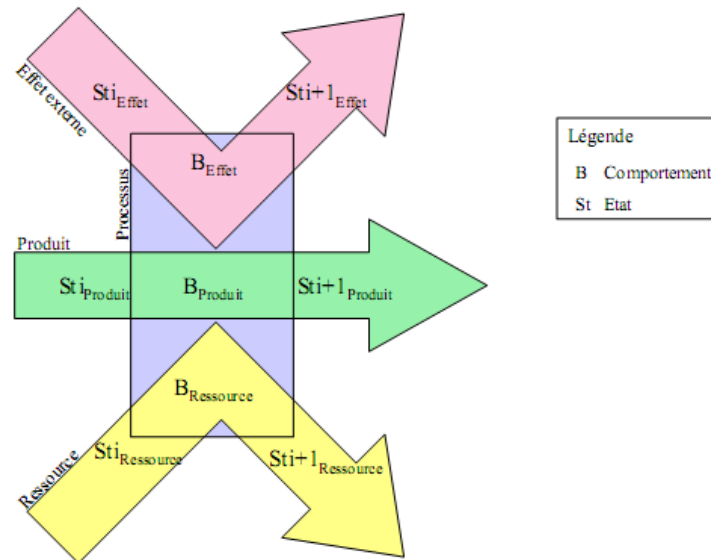 Effet externe
Sti Effet
Sti+1 Effet
B Effet
Processus
Produit
Sti Produit
B Produit
Sti+1 Produit
B Ressource
Ressource
Sti Ressource
Sti+1 Ressource
Légende
B Comportement
St Etat